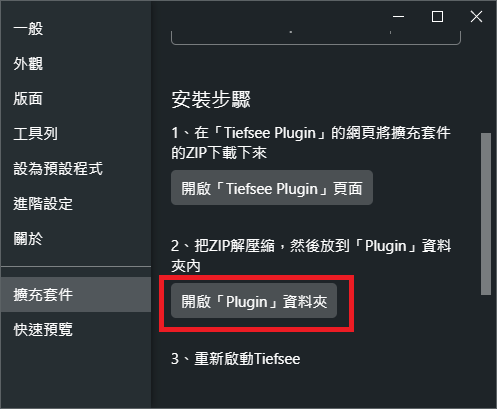 一般
外觀
版面
工具列
設為預設程式
進階設定
關於
擴充套件
快速預覽
安裝步驟
1、在「Tiefsee Plugin」的網頁將擴充套件
的ZIP下載下來
開啟「Tiefsee Plugin」頁面
2、把ZIP解壓縮，然後放到「Plugin」資料
夾內
開啟「Plugin」資料夾
3、重新啟動Tiefsee